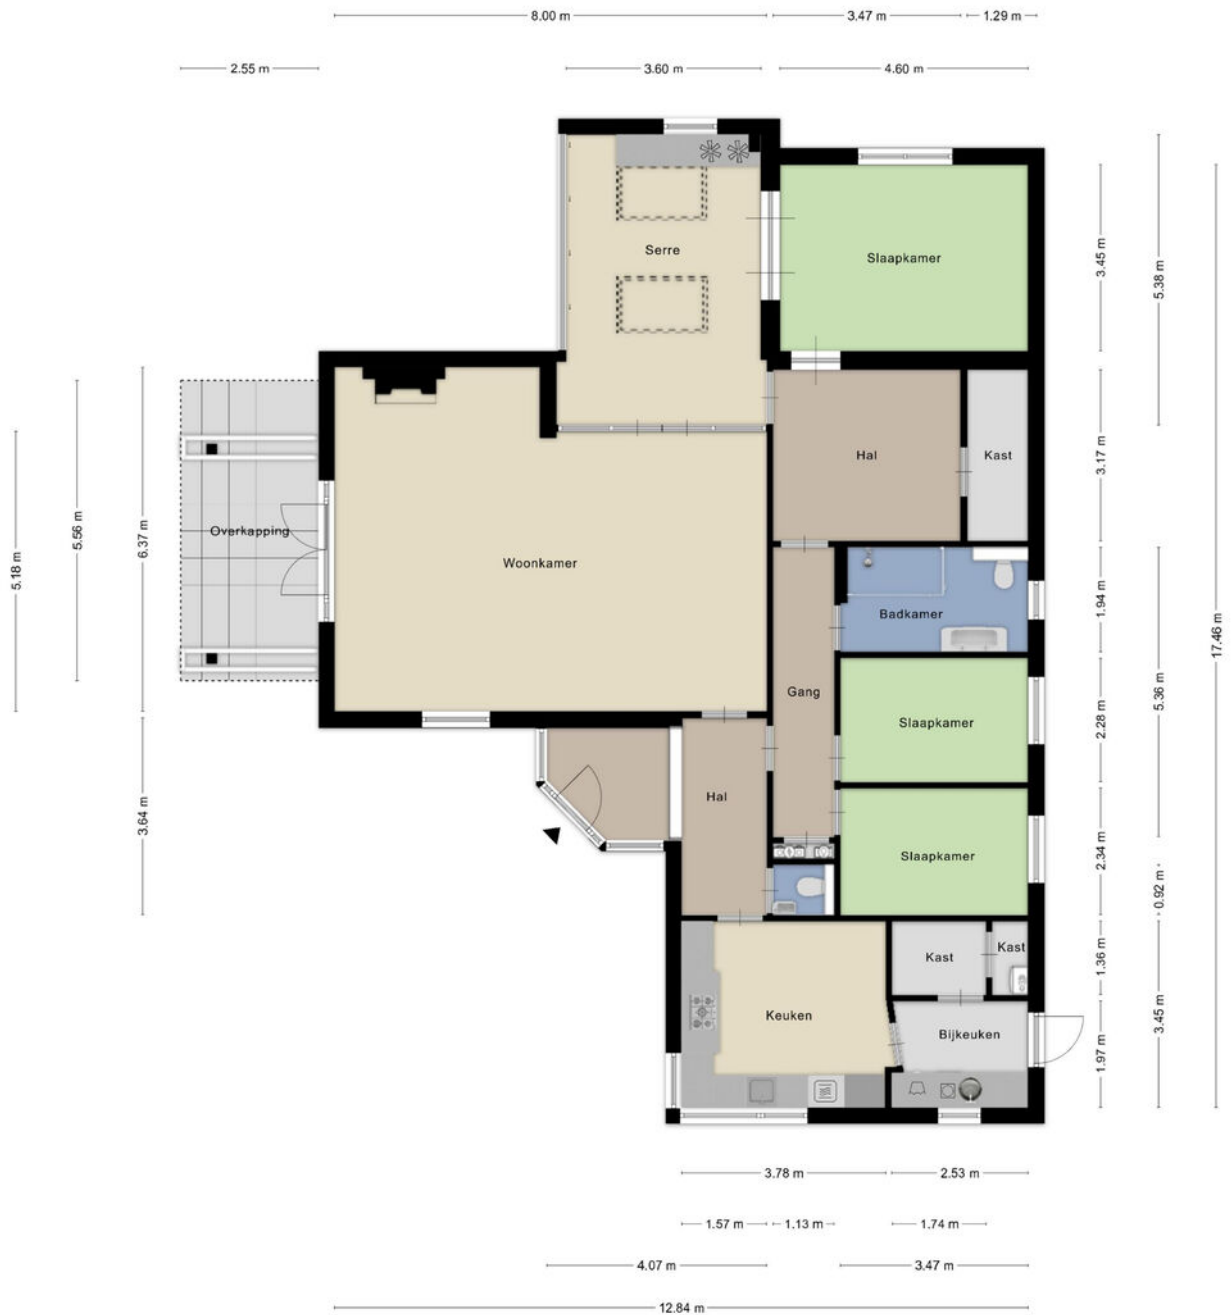 8.00 m
3.47 m
1.29 m
2.55 m
3.60 m
4.60 m
Serre
Slaapkamer
3.45 m
5.38 m
Hal
Kast
3.17 m
5.18 m
5.56 m
6.37 m
Overkapping
Woonkamer
Badkamer
1.94 m
17.46 m
Gang
Slaapkamer
2.28 m
5.36 m
Hal
3.64 m
Slaapkamer
2.34 m
0.92 m
Kast
Kast
1.36 m
Keuken
Bijkeuken
1.97 m
3.45 m
3.78 m
2.53 m
1.57 m
1.13 m
1.74 m
4.07 m
3.47 m
12.84 m